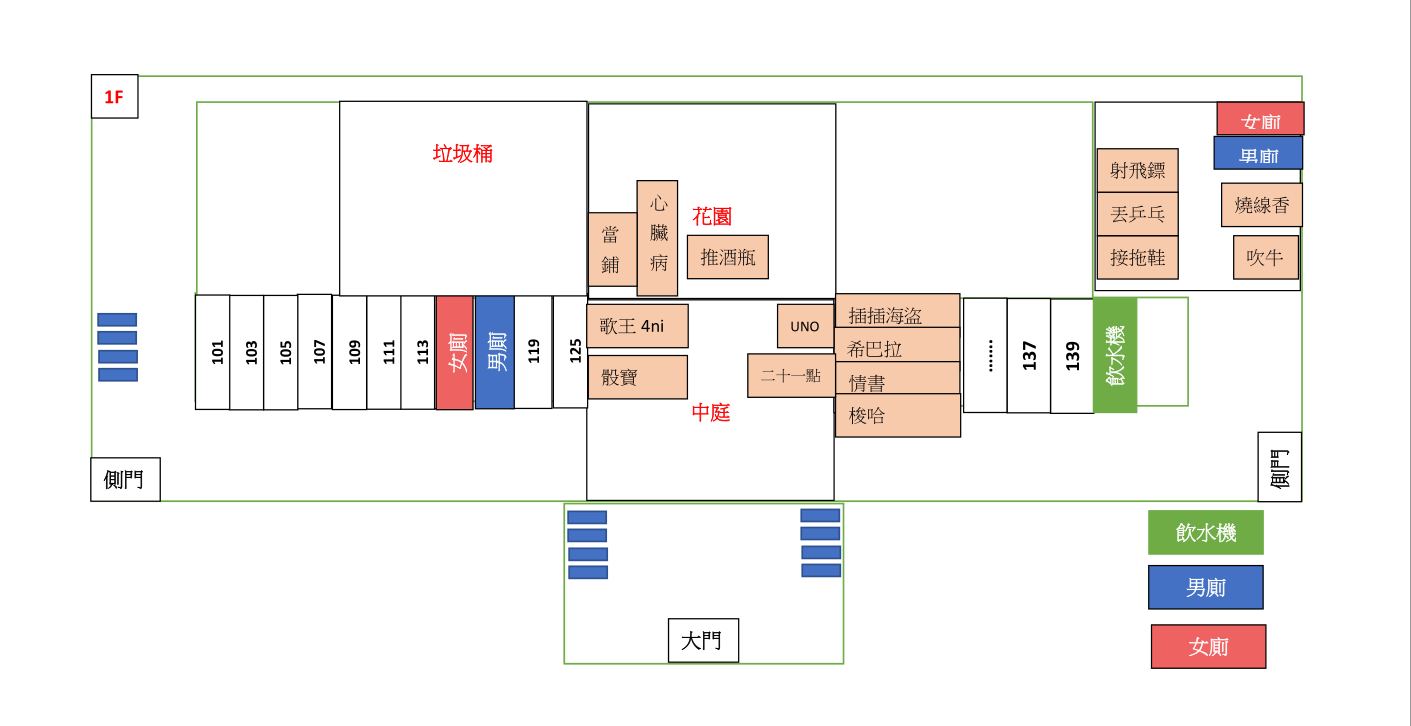 1F
垃圾桶
花園
當
鋪
心
臟
病
推酒瓶
女廁
男廁
射飛鏢
丟乒乓
接拖鞋
燒線香
吹牛
101
103
105
107
109
111
113
女廁
男廁
119
125
歌王 4ni
骰寶
UNO
二十一點
中庭
插插海盜
希巴拉
情書
梭哈
........
137
139
飲水機
側門
側門
大門
飲水機
男廁
女廁